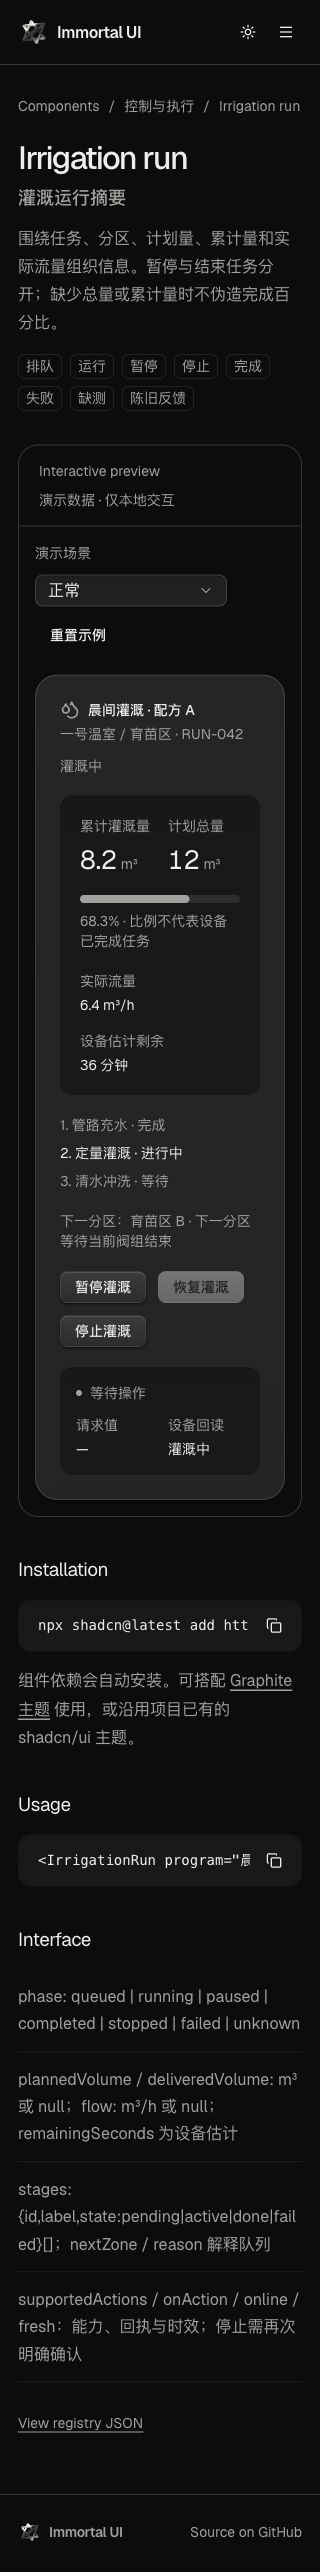 Immortal UI
Components / 控制与执行 / Irrigation run
Irrigation run
灌溉运行摘要
围绕任务、分区、计划量、累计量和实
际流量组织信息。暂停与结束任务分
开；缺少总量或累计量时不伪造完成百
分比。
排队 运行 暂停 停止 完成
失败 缺测 陈旧反馈
Interactive preview
演示数据 · 仅本地交互
演示场景
正常
重置示例
晨间灌溉 · 配方 A
一号温室 / 育苗区 · RUN-042
灌溉中
累计灌溉量 计划总量
8.2 m³ 12 m³
68.3% · 比例不代表设备
已完成任务
实际流量
6.4 m³/h
设备估计剩余
36 分钟
1. 管路充水 · 完成
2. 定量灌溉 · 进行中
3. 清水冲洗 · 等待
下一分区：育苗区 B · 下一分区
等待当前阀组结束
暂停灌溉 恢复灌溉
停止灌溉
等待操作
请求值 设备回读
— 灌溉中
Installation
npx shadcn@latest add htt
组件依赖会自动安装。可搭配 Graphite
主题 使用，或沿用项目已有的
shadcn/ui 主题。
Usage
<IrrigationRun program="晨
Interface
phase: queued | running | paused |
completed | stopped | failed | unknown
plannedVolume / deliveredVolume: m³
或 null；flow: m³/h 或 null；
remainingSeconds 为设备估计
stages:
{id,label,state:pending|active|done|fail
ed}[]；nextZone / reason 解释队列
supportedActions / onAction / online /
fresh：能力、回执与时效；停止需再次
明确确认
View registry JSON
Immortal UI Source on GitHub